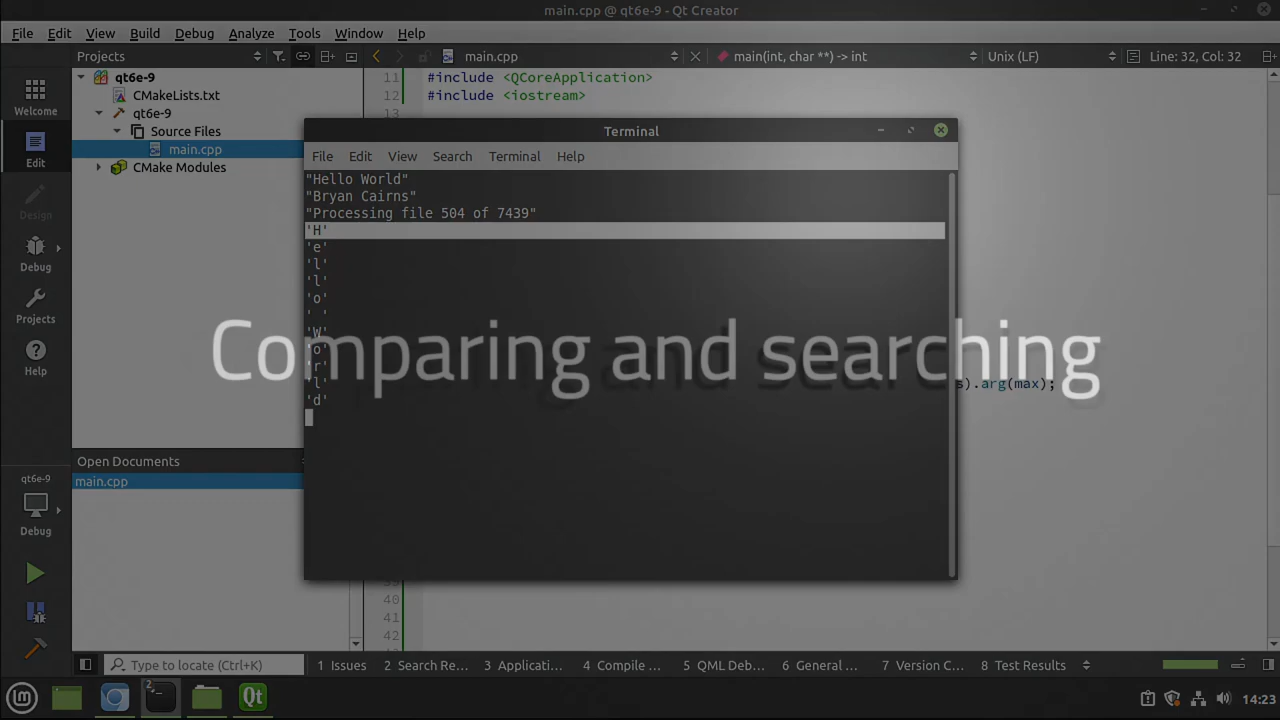 main.cpp @ qt6e-9 - Qt Creator
File Edit View Build Debug Analyze Tools Window Help
Projects main.cpp main(int, char **) -> int Unix (LF) Line: 32, Col: 32
Welcome
Edit
Design
Debug
Projects
Help
qt6e-9
Debug
qt6e-9
CMakeLists.txt
qt6e-9
Source Files
main.cpp
CMake Modules
Open Documents
main.cpp
11 #include <QCoreApplication>
12 #include <iostream>
13
Terminal
File Edit View Search Terminal Help
"Hello World"
"Bryan Cairns"
"Processing file 504 of 7439"
'H'
'e'
'l'
'l'
'o'
' '
'W'
'o'
'r'
'l'
'd'
Comparing and searching
s).arg(max);
39
40
41
42
Type to locate (Ctrl+K) 1 Issues 2 Search Re... 3 Applicati... 4 Compile ... 5 QML Deb... 6 General ... 7 Version C... 8 Test Results
2 Qt 14:23